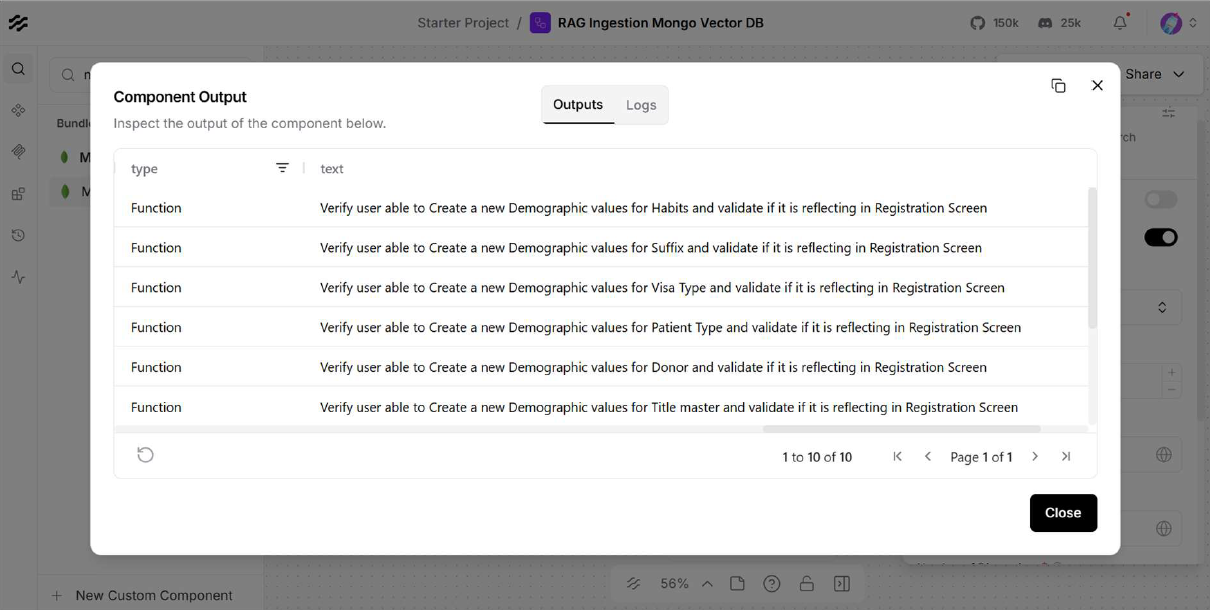 Starter Project / RAG Ingestion Mongo Vector DB 150k 25k
Share
Component Output
Outputs Logs
Inspect the output of the component below.
type text
Function Verify user able to Create a new Demographic values for Habits and validate if it is reflecting in Registration Screen
Function Verify user able to Create a new Demographic values for Suffix and validate if it is reflecting in Registration Screen
Function Verify user able to Create a new Demographic values for Visa Type and validate if it is reflecting in Registration Screen
Function Verify user able to Create a new Demographic values for Patient Type and validate if it is reflecting in Registration Screen
Function Verify user able to Create a new Demographic values for Donor and validate if it is reflecting in Registration Screen
Function Verify user able to Create a new Demographic values for Title master and validate if it is reflecting in Registration Screen
1 to 10 of 10 Page 1 of 1
Close
56%
New Custom Component